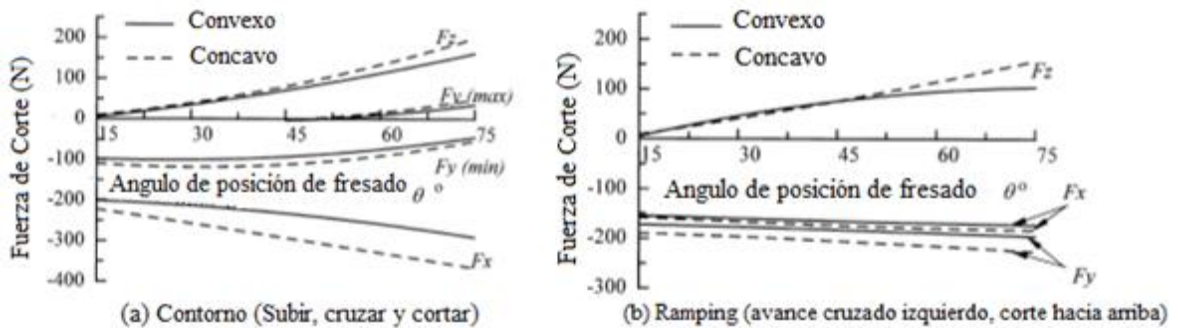 Convexo
Concavo
Fuerza de Corte (N)
200
100
0
-100
-200
-300
-400
15
30
45
60
75
Fz
Fy (max)
Fy (min)
Angulo de posición de fresado θ°
Fx
(a) Contorno (Subir, cruzar y cortar)
Convexo
Concavo
Fuerza de Corte (N)
200
100
0
-100
-200
-300
15
30
45
60
75
Fz
Angulo de posición de fresado θ°
Fx
Fy
(b) Ramping (avance cruzado izquierdo, corte hacia arriba)